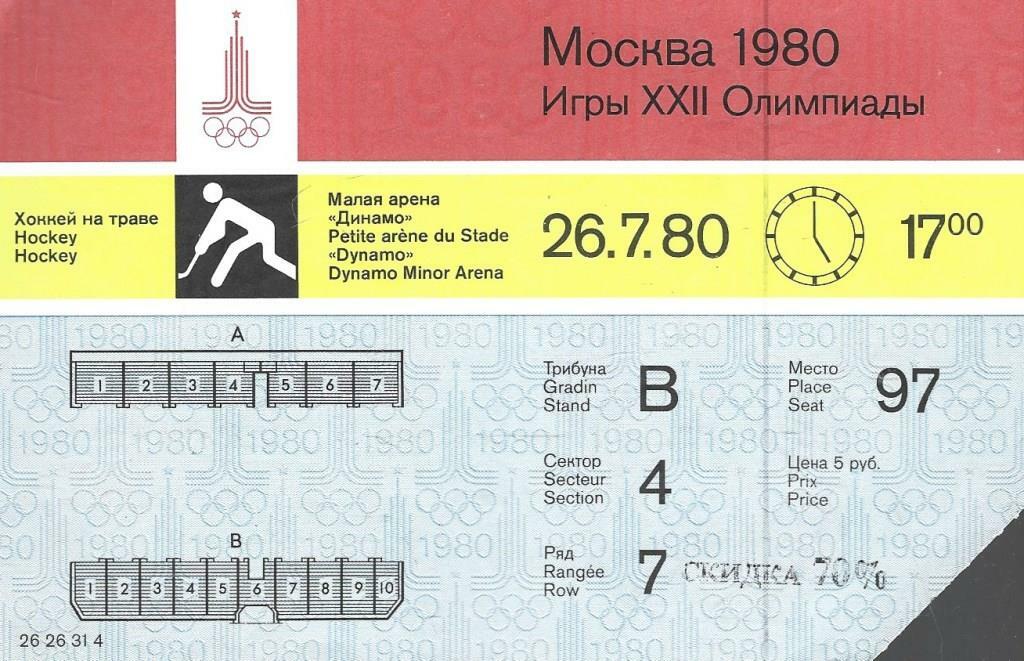 Москва 1980
Игры XXII Олимпиады
Хоккей на траве
Hockey
Hockey
Малая арена
«Динамо»
Petite arène du Stade
«Dynamo»
Dynamo Minor Arena
26.7.80
17⁰⁰
A
1 2 3 4 5 6 7
B
1 2 3 4 5 6 7 8 9 10
26 26 31 4
Трибуна
Gradin
Stand
B
Место
Place
Seat
97
Сектор
Secteur
Section
4
Цена 5 руб.
Prix
Price
Ряд
Rangée
Row
7
СКИДКА 70%